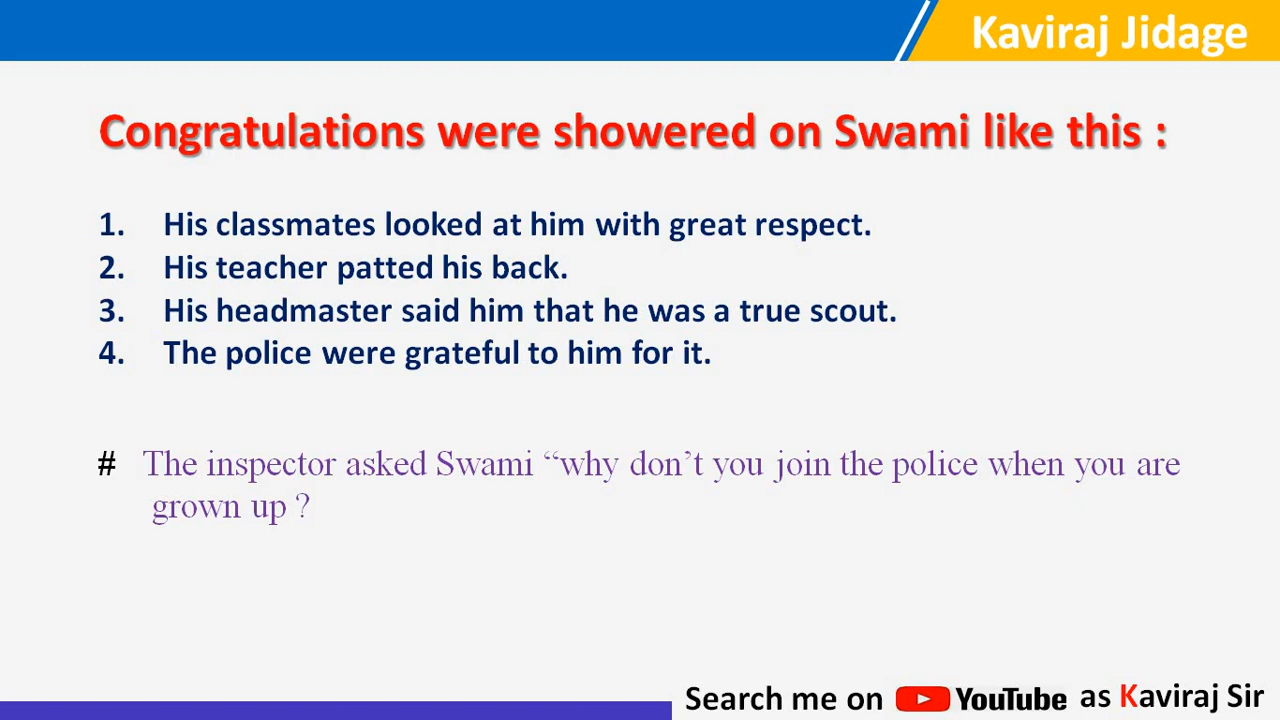 Kaviraj Jidage
Congratulations were showered on Swami like this :
1. His classmates looked at him with great respect.
2. His teacher patted his back.
3. His headmaster said him that he was a true scout.
4. The police were grateful to him for it.
# The inspector asked Swami “why don’t you join the police when you are
grown up ?
Search me on YouTube as Kaviraj Sir